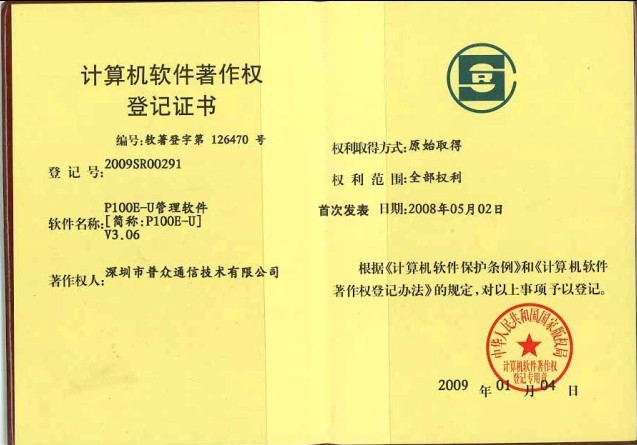 计算机软件著作权
登记证书
编号:软著登字第 126470 号
登 记 号:2009SR00291
软件名称:P100E-U管理软件
[简称:P100E-U]
V3.06
著作权人:深圳市普众通信技术有限公司
权利取得方式:原始取得
权 利 范 围:全部权利
首次发表 日期:2008年05月02日
根据《计算机软件保护条例》和《计算机软件
著作权登记办法》的规定,对以上事项予以登记。
中华人民共和国国家版权局
计算机软件著作权
登记专用章
2009 年 01 月 04 日